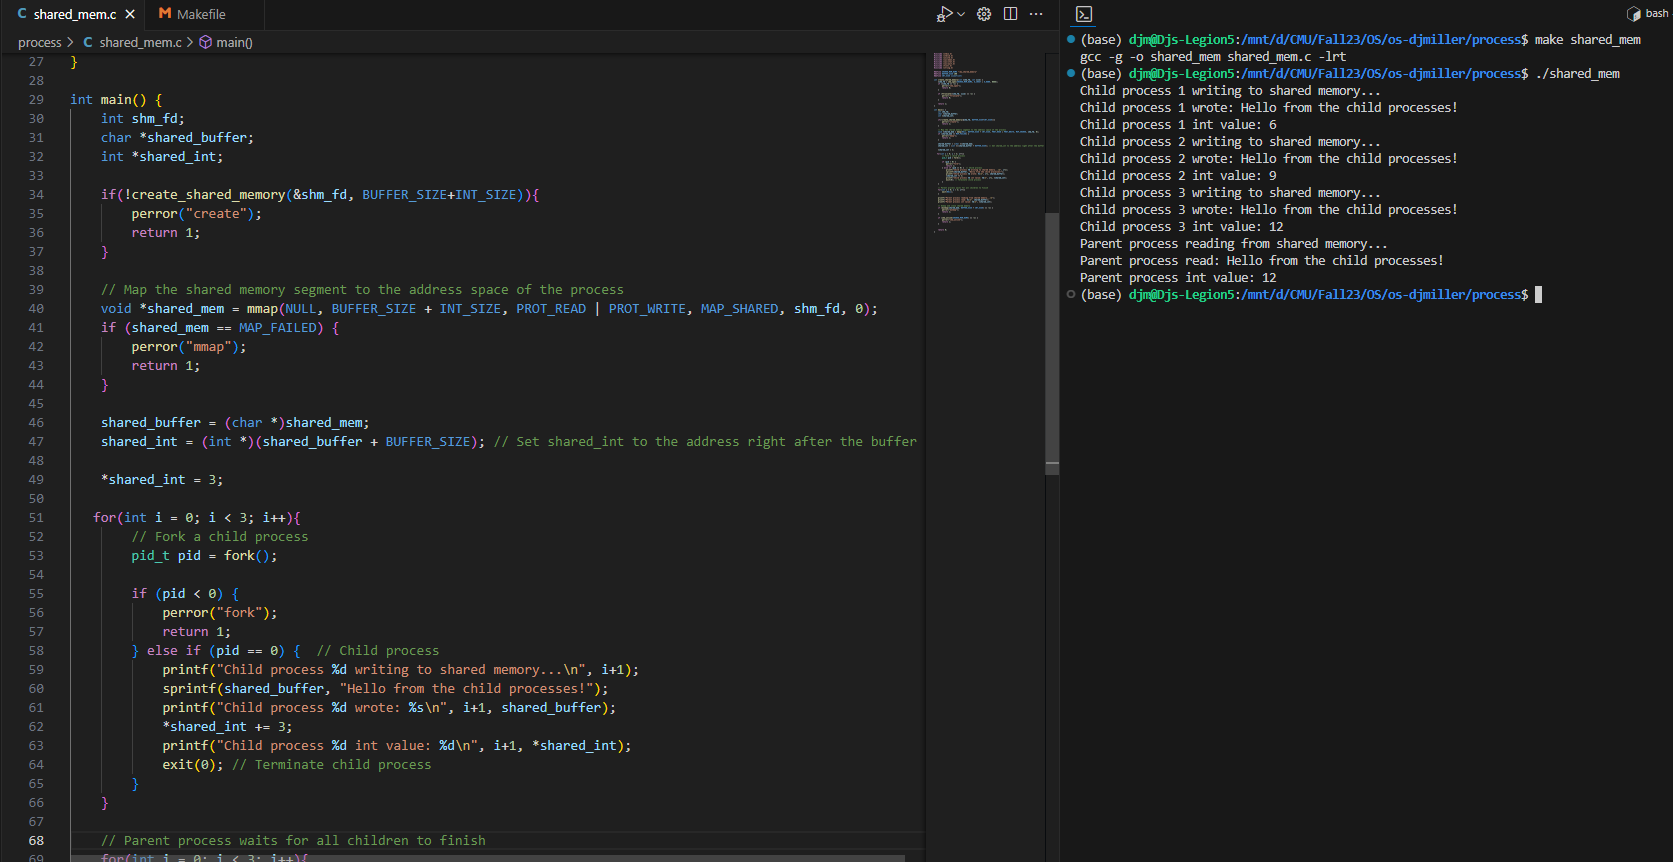 shared_mem.c
Makefile
process > C shared_mem.c > main()
27 }
28
29 int main() {
30 int shm_fd;
31 char *shared_buffer;
32 int *shared_int;
33
34 if(!create_shared_memory(&shm_fd, BUFFER_SIZE+INT_SIZE)){
35 perror("create");
36 return 1;
37 }
38
39 // Map the shared memory segment to the address space of the process
40 void *shared_mem = mmap(NULL, BUFFER_SIZE + INT_SIZE, PROT_READ | PROT_WRITE, MAP_SHARED, shm_fd, 0);
41 if (shared_mem == MAP_FAILED) {
42 perror("mmap");
43 return 1;
44 }
45
46 shared_buffer = (char *)shared_mem;
47 shared_int = (int *)(shared_buffer + BUFFER_SIZE); // Set shared_int to the address right after the buffer
48
49 *shared_int = 3;
50
51 for(int i = 0; i < 3; i++){
52 // Fork a child process
53 pid_t pid = fork();
54
55 if (pid < 0) {
56 perror("fork");
57 return 1;
58 } else if (pid == 0) { // Child process
59 printf("Child process %d writing to shared memory...\n", i+1);
60 sprintf(shared_buffer, "Hello from the child processes!");
61 printf("Child process %d wrote: %s\n", i+1, shared_buffer);
62 *shared_int += 3;
63 printf("Child process %d int value: %d\n", i+1, *shared_int);
64 exit(0); // Terminate child process
65 }
66 }
67
68 // Parent process waits for all children to finish
69 for(int i = 0; i < 3; i++){
bash
(base) djm@Djs-Legion5:/mnt/d/CMU/Fall23/OS/os-djmiller/process$ make shared_mem
gcc -g -o shared_mem shared_mem.c -lrt
(base) djm@Djs-Legion5:/mnt/d/CMU/Fall23/OS/os-djmiller/process$ ./shared_mem
Child process 1 writing to shared memory...
Child process 1 wrote: Hello from the child processes!
Child process 1 int value: 6
Child process 2 writing to shared memory...
Child process 2 wrote: Hello from the child processes!
Child process 2 int value: 9
Child process 3 writing to shared memory...
Child process 3 wrote: Hello from the child processes!
Child process 3 int value: 12
Parent process reading from shared memory...
Parent process read: Hello from the child processes!
Parent process int value: 12
(base) djm@Djs-Legion5:/mnt/d/CMU/Fall23/OS/os-djmiller/process$